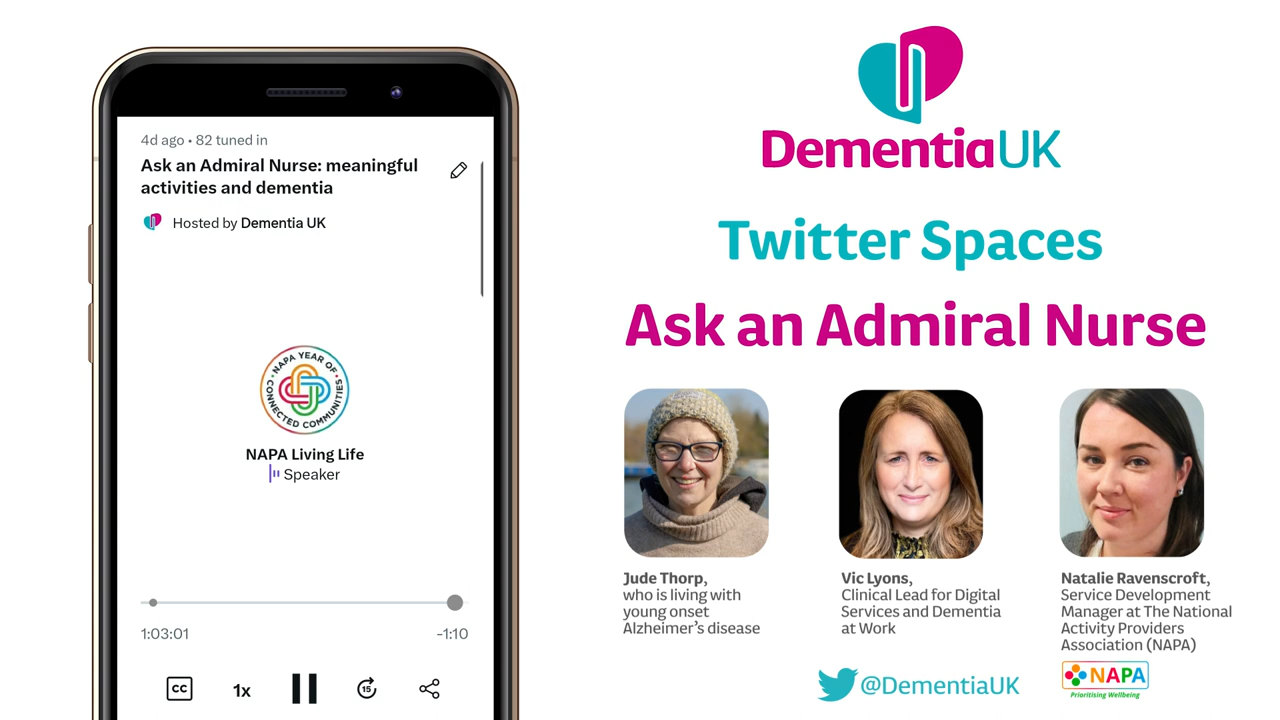 4d ago • 82 tuned in
Ask an Admiral Nurse: meaningful
activities and dementia
Hosted by Dementia UK
NAPA YEAR OF
CONNECTED COMMUNITIES
NAPA Living Life
Speaker
1:03:01
-1:10
CC
1x
15
DementiaUK
Twitter Spaces
Ask an Admiral Nurse
Jude Thorp,
who is living with
young onset
Alzheimer's disease
Vic Lyons,
Clinical Lead for Digital
Services and Dementia
at Work
Natalie Ravenscroft,
Service Development
Manager at The National
Activity Providers
Association (NAPA)
@DementiaUK
NAPA
Prioritising Wellbeing